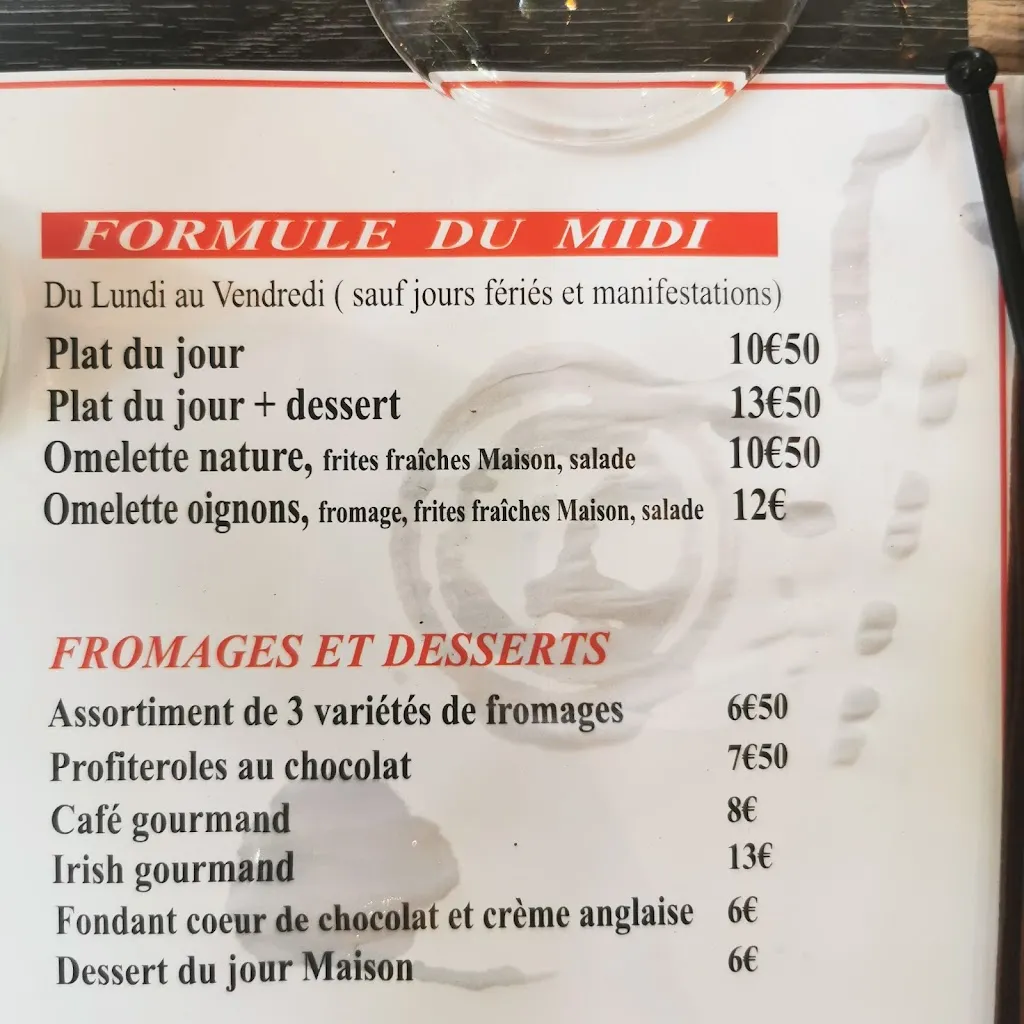 FORMULE DU MIDI
Du Lundi au Vendredi ( sauf jours fériés et manifestations)
Plat du jour 10€50
Plat du jour + dessert 13€50
Omelette nature, frites fraîches Maison, salade 10€50
Omelette oignons, fromage, frites fraîches Maison, salade 12€
FROMAGES ET DESSERTS
Assortiment de 3 variétés de fromages 6€50
Profiteroles au chocolat 7€50
Café gourmand 8€
Irish gourmand 13€
Fondant coeur de chocolat et crème anglaise 6€
Dessert du jour Maison 6€